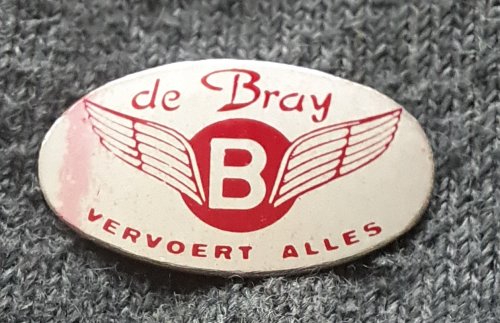 de Bray
B
VERVOERT ALLES